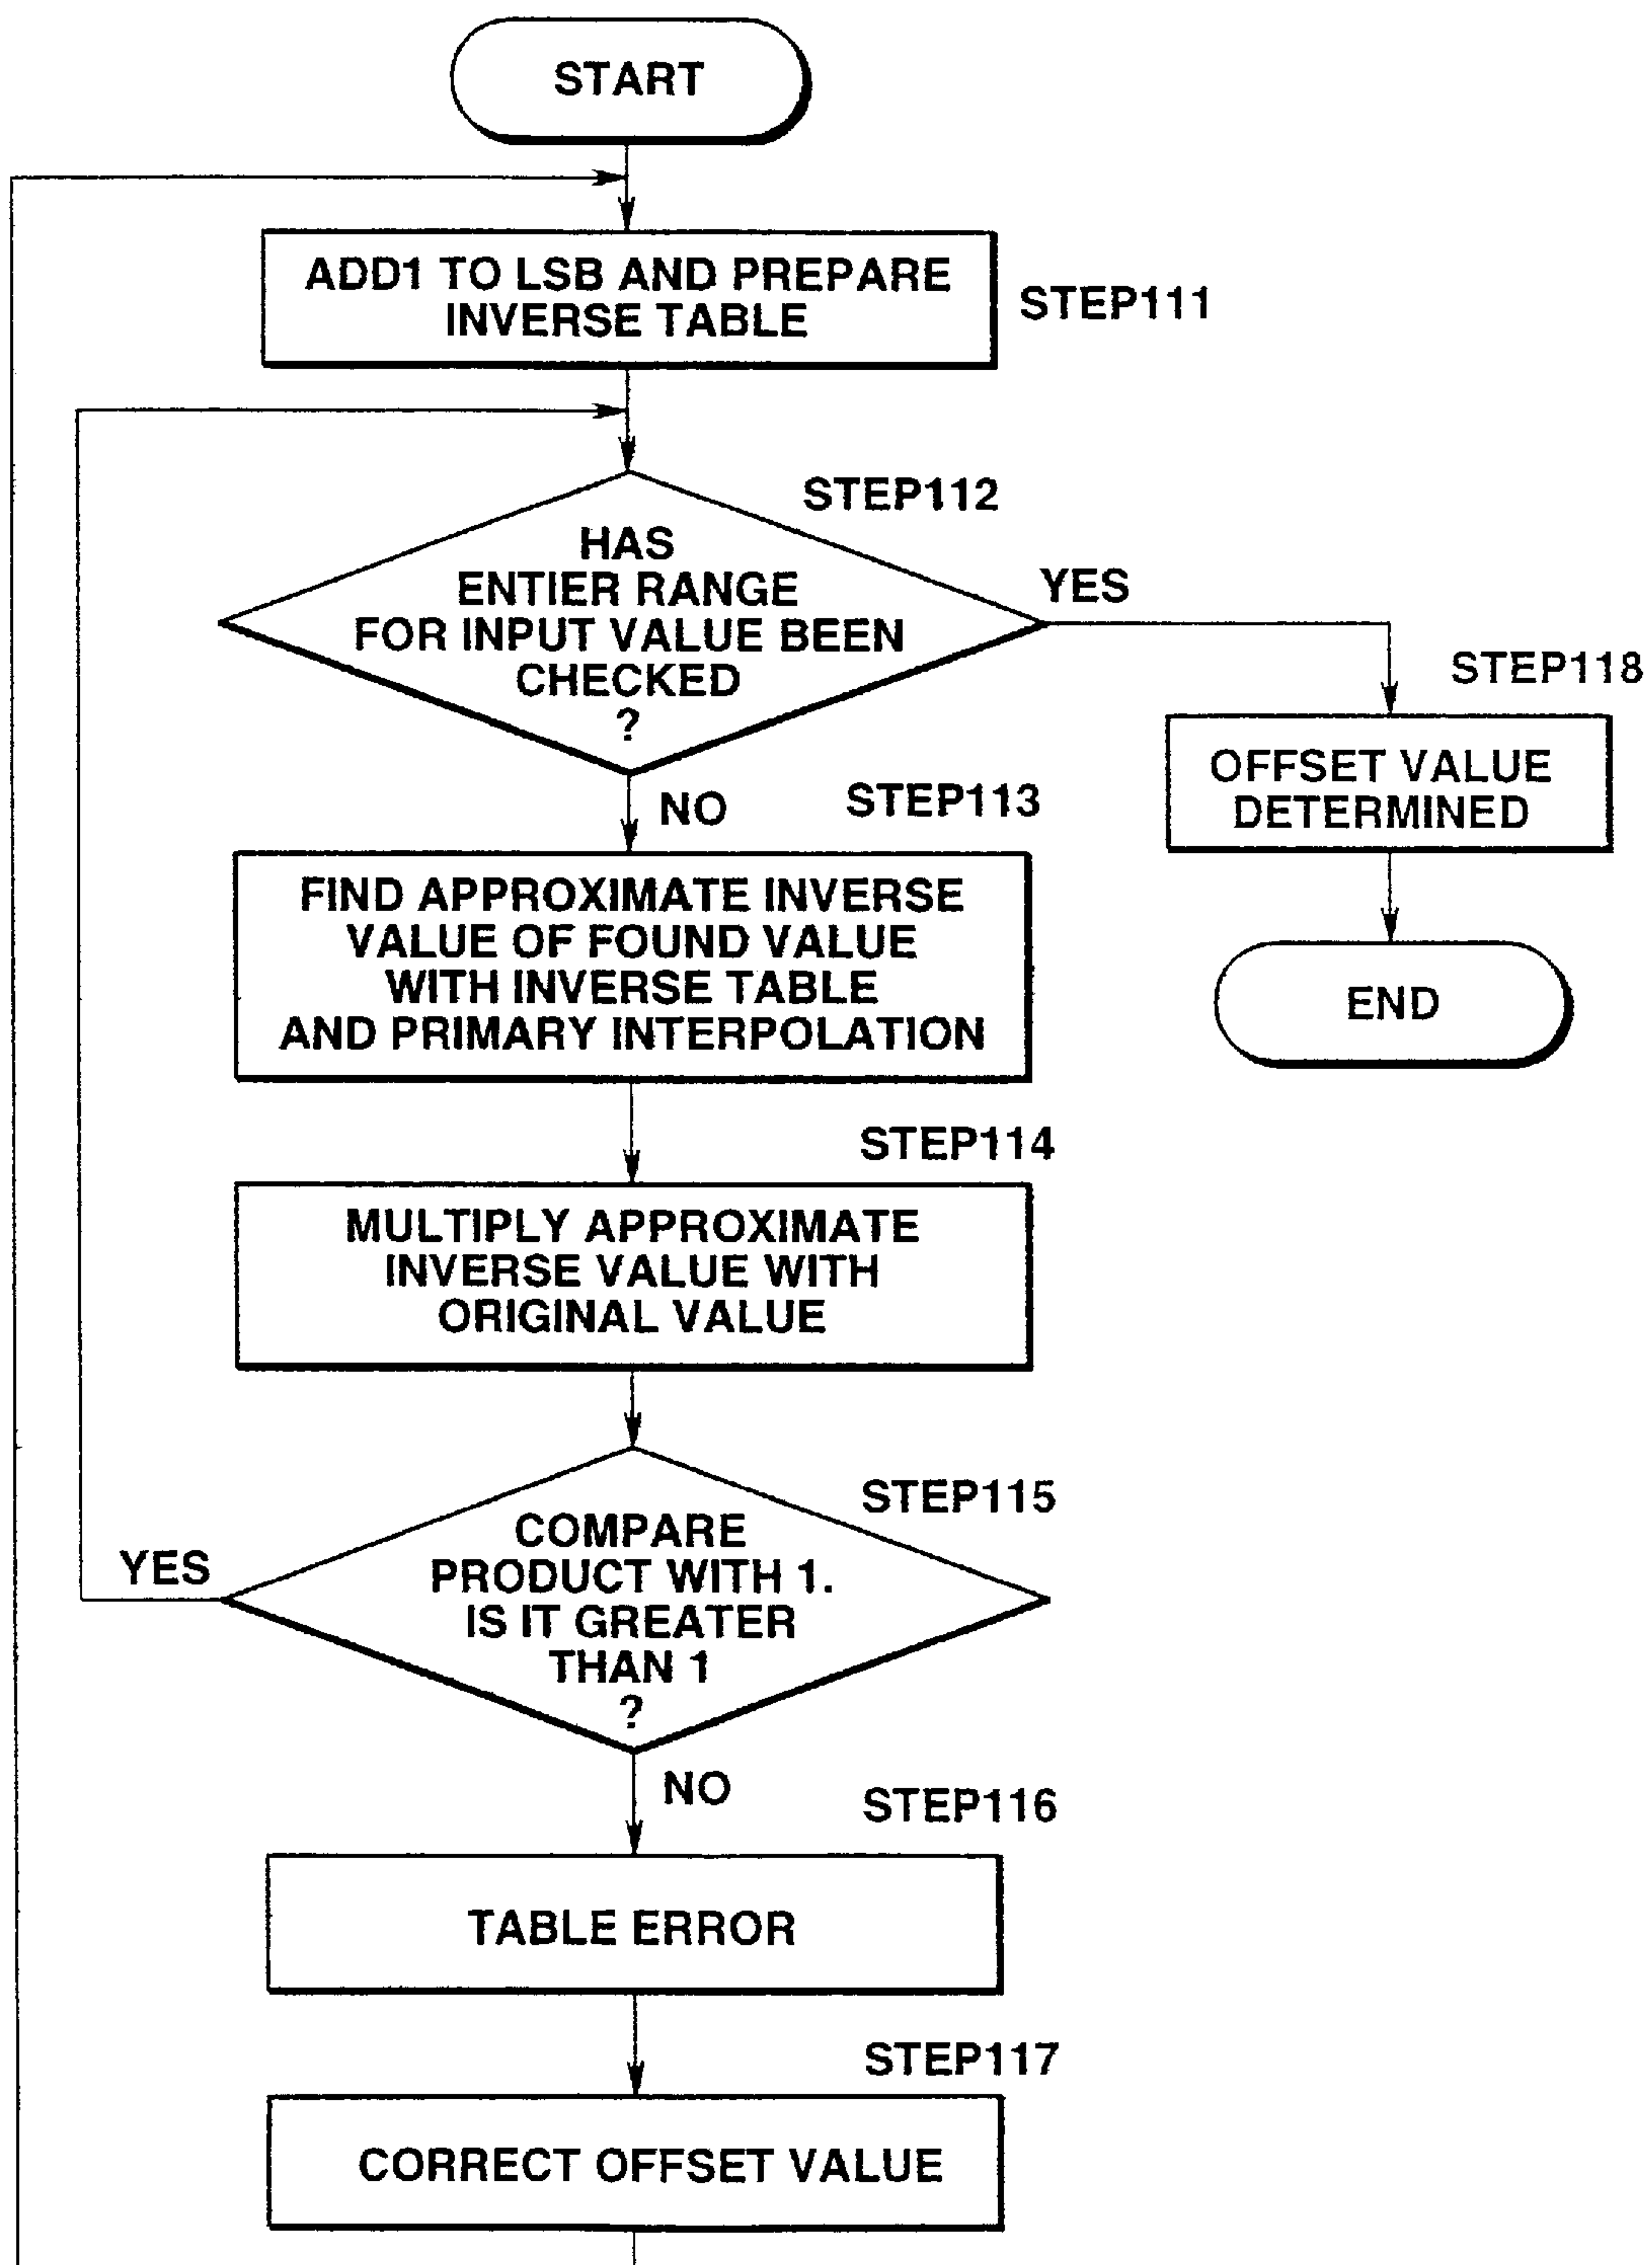 START
ADD1 TO LSB AND PREPARE
INVERSE TABLE
STEP111
STEP112
HAS
ENTIER RANGE
FOR INPUT VALUE BEEN
CHECKED
?
YES
STEP118
OFFSET VALUE
DETERMINED
END
NO
STEP113
FIND APPROXIMATE INVERSE
VALUE OF FOUND VALUE
WITH INVERSE TABLE
AND PRIMARY INTERPOLATION
STEP114
MULTIPLY APPROXIMATE
INVERSE VALUE WITH
ORIGINAL VALUE
STEP115
COMPARE
PRODUCT WITH 1.
IS IT GREATER
THAN 1
?
YES
NO
STEP116
TABLE ERROR
STEP117
CORRECT OFFSET VALUE